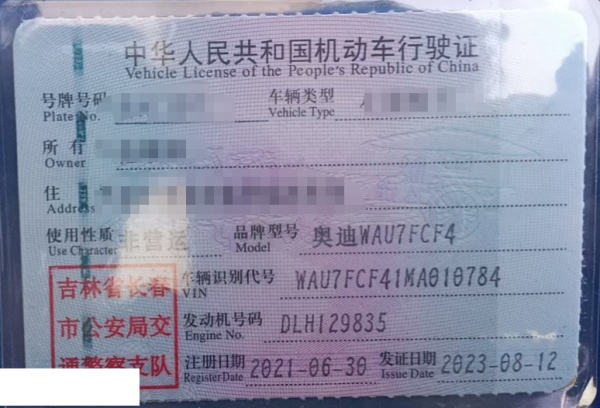 中华人民共和国机动车行驶证
Vehicle License of the People's Republic of China
号牌号码 车辆类型
Plate No. Vehicle Type
所有
Owner
住
Address
使用性质 非营运 品牌型号 奥迪WAU7FCF4
Use Character Model
车辆识别代号 WAU7FCF41MA010784
VIN
吉林省长春
市公安局交
通警察支队
发动机号码 DLH129835
Engine No.
注册日期 2021-06-30 发证日期 2023-08-12
Register Date Issue Date